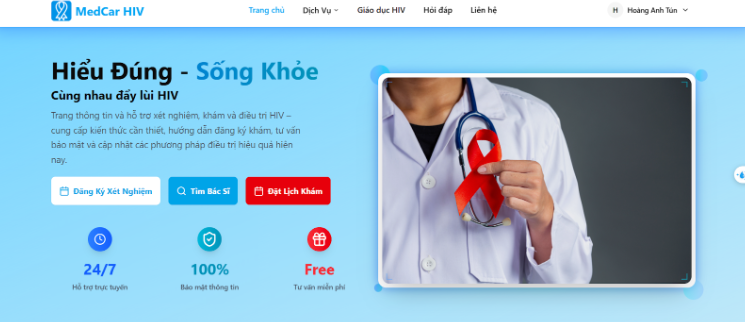 MedCar HIV
Trang chủ
Dịch Vụ
Giáo dục HIV
Hỏi đáp
Liên hệ
H
Hoàng Anh Tún
Hiểu Đúng - Sống Khỏe
Cùng nhau đẩy lùi HIV
Trang thông tin và hỗ trợ xét nghiệm, khám và điều trị HIV –
cung cấp kiến thức cần thiết, hướng dẫn đăng ký khám, tư vấn
bảo mật và cập các phương pháp điều trị hiệu quả hiện
nay.
Đăng Ký Xét Nghiệm
Tìm Bác Sĩ
Đặt Lịch Khám
24/7
Hỗ trợ trực tuyến
100%
Bảo mật thông tin
Free
Tư vấn miễn phí